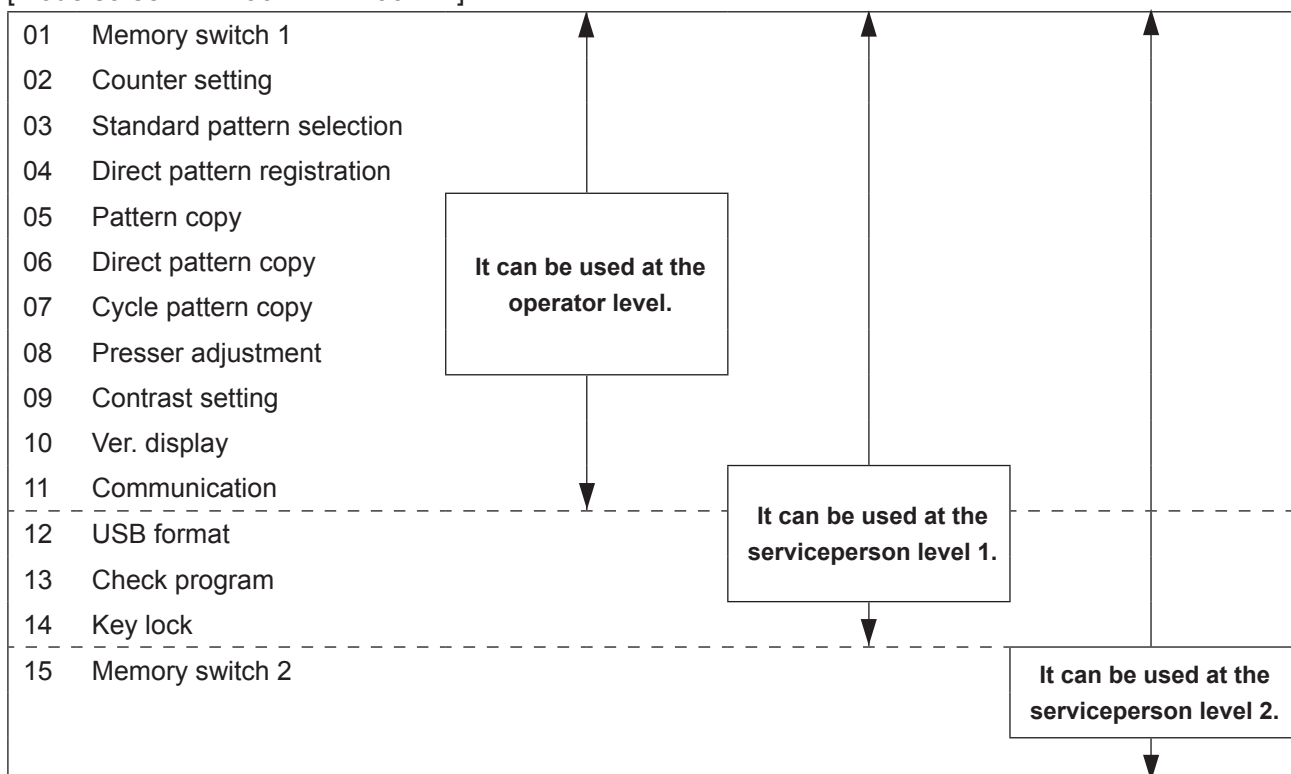 01 Memory switch 1
02 Counter setting
03 Standard pattern selection
04 Direct pattern registration
05 Pattern copy
06 Direct pattern copy
07 Cycle pattern copy
08 Presser adjustment
09 Contrast setting
10 Ver. display
11 Communication
It can be used at the
operator level.
12 USB format
13 Check program
14 Key lock
It can be used at the
serviceperson level 1.
15 Memory switch 2
It can be used at the
serviceperson level 2.